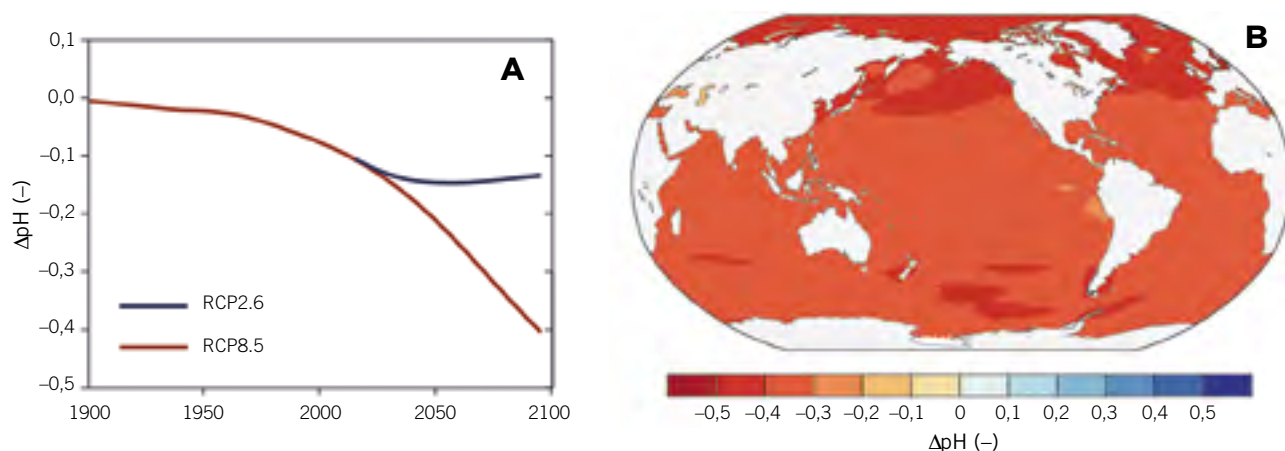 A
0,1
0,0
−0,1
−0,2
−0,3
−0,4
−0,5
ΔpH (−)
RCP2.6
RCP8.5
1900 1950 2000 2050 2100
B
−0,5 −0,4 −0,3 −0,2 −0,1 0 0,1 0,2 0,3 0,4 0,5
ΔpH (−)